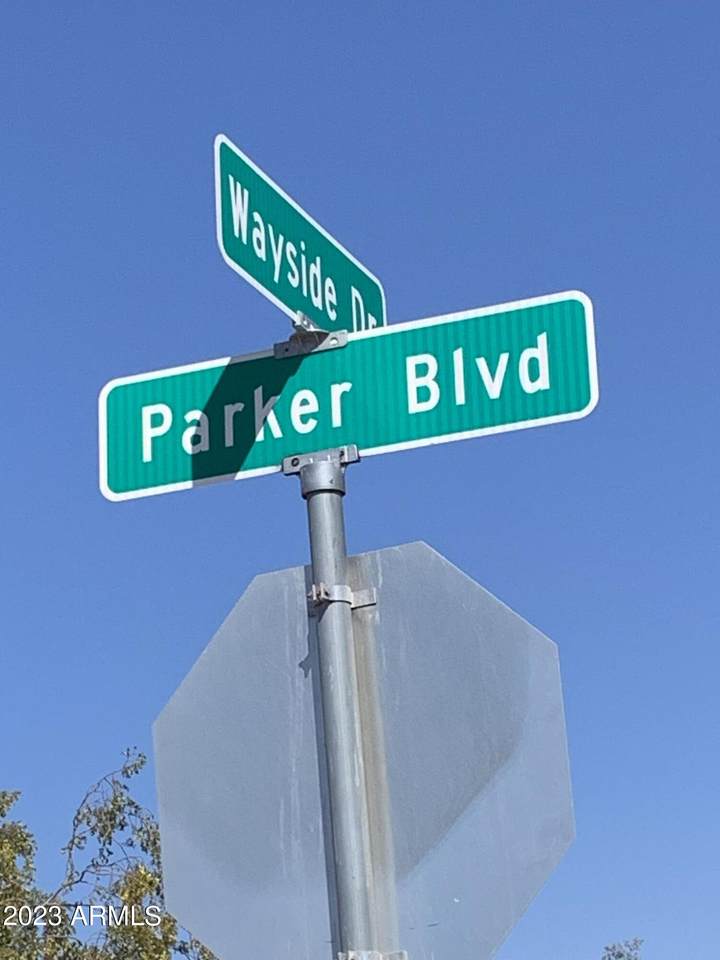 Wayside Dr
Parker Blvd
2023 ARMLS